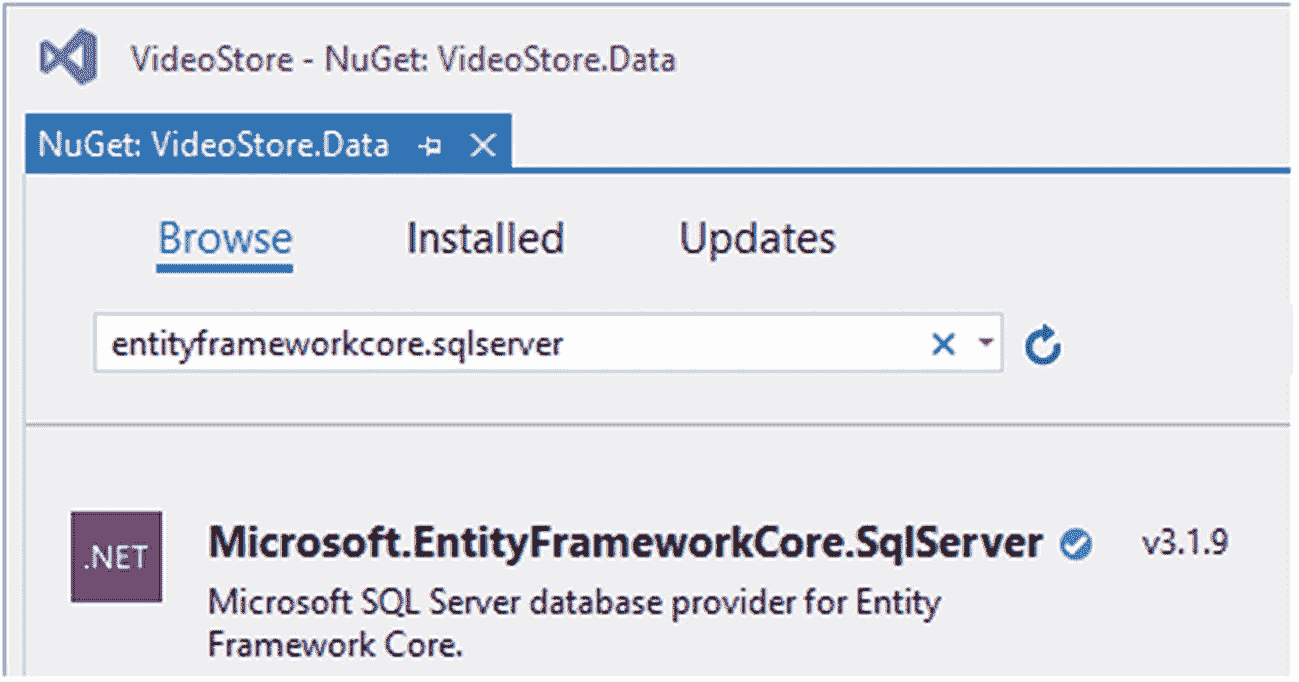 VideoStore - NuGet: VideoStore.Data
NuGet: VideoStore.Data
Browse Installed Updates
entityframeworkcore.sqlserver
.NET
Microsoft.EntityFrameworkCore.SqlServer v3.1.9
Microsoft SQL Server database provider for Entity
Framework Core.